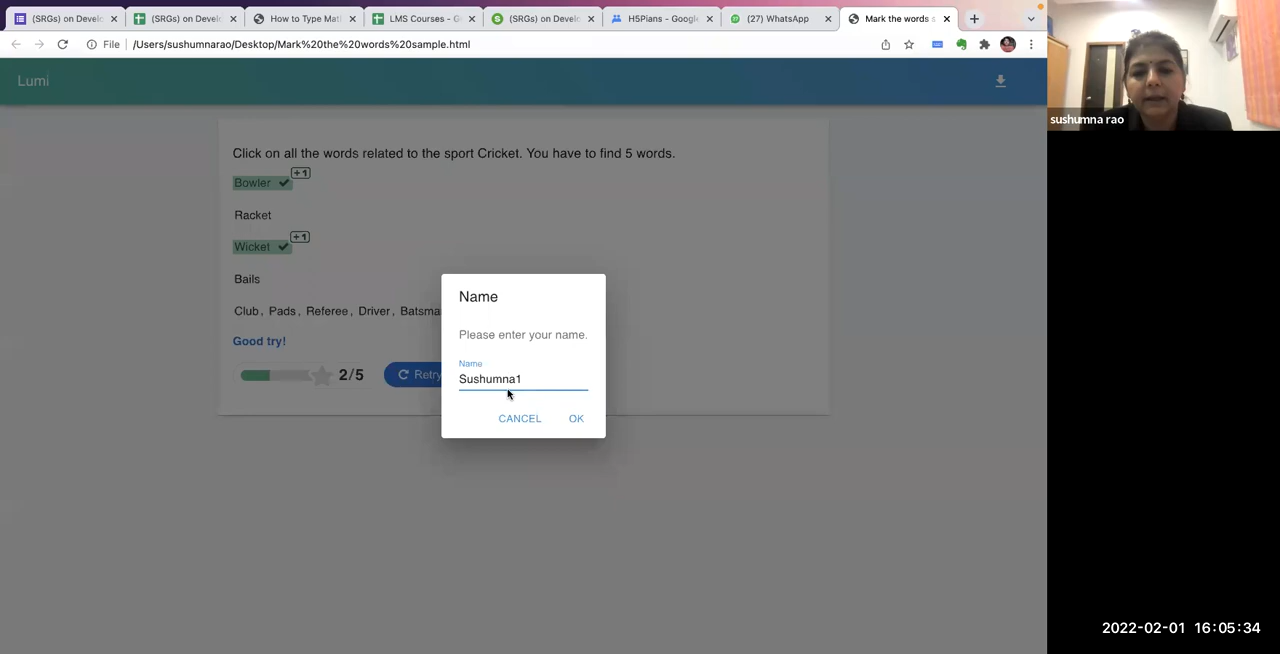 (SRGs) on Develo
(SRGs) on Develo
How to Type Mat
LMS Courses - G
(SRGs) on Develo
H5Pians - Google
(27) WhatsApp
Mark the words s
File
/Users/sushumnarao/Desktop/Mark%20the%20words%20sample.html
Lumi
Click on all the words related to the sport Cricket. You have to find 5 words.
Bowler +1
Racket
Wicket +1
Bails
Club, Pads, Referee, Driver, Batsma
Good try!
2/5
Retry
Name
Please enter your name.
Name
Sushumna1
CANCEL
OK
sushumna rao
2022-02-01 16:05:34